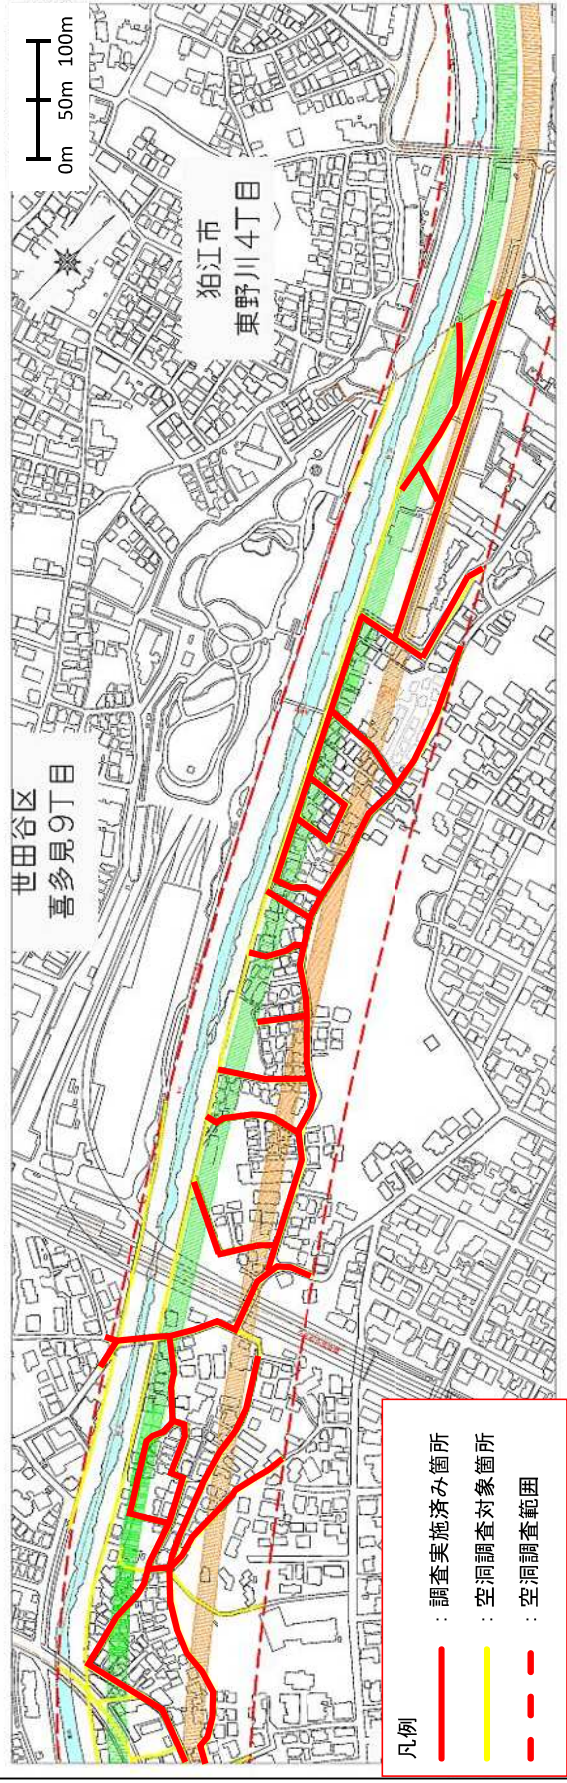 0m 50m 100m
狛江市
東野川4丁目
世田谷区
喜多見9丁目
凡例
：調査実施済み箇所
：空洞調査対象箇所
：空洞調査範囲